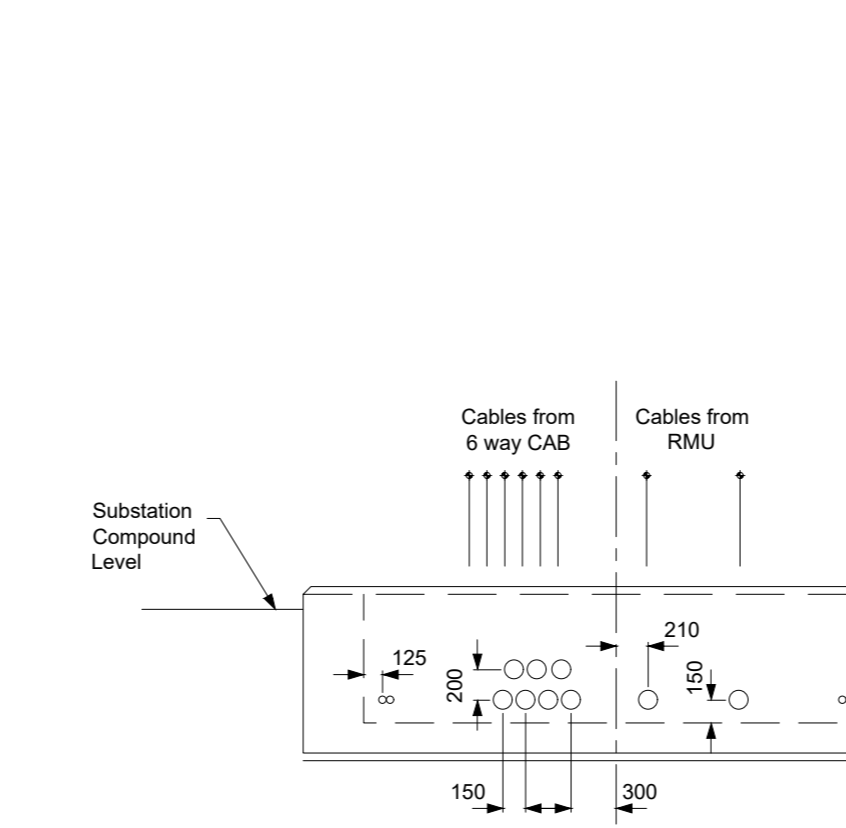 Cables from
6 way CAB
Cables from
RMU
Substation
Compound
Level
210
125
200
150
150
300